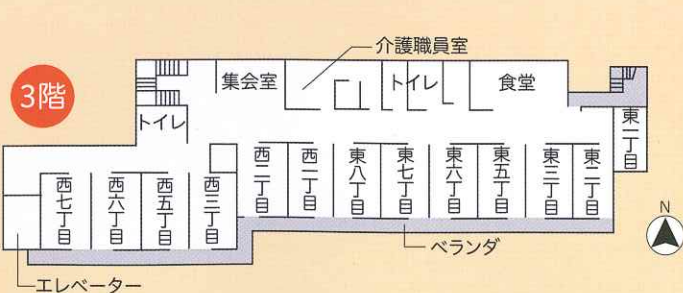 3階
介護職員室
集会室
トイレ
食堂
トイレ
東一丁目
西七丁目
西六丁目
西五丁目
西三丁目
西二丁目
西一丁目
東八丁目
東七丁目
東六丁目
東五丁目
東三丁目
東二丁目
N
ベランダ
エレベーター